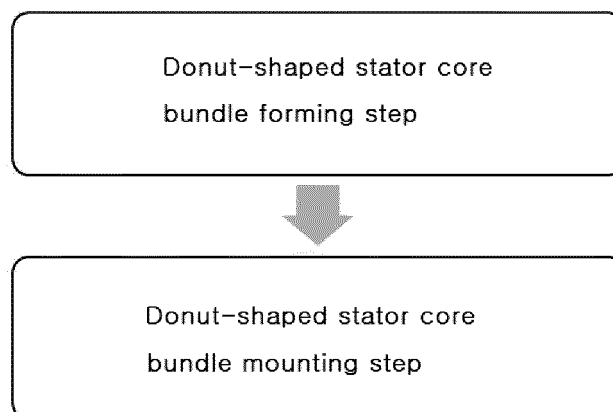 Donut-shaped stator core
bundle forming step
Donut-shaped stator core
bundle mounting step